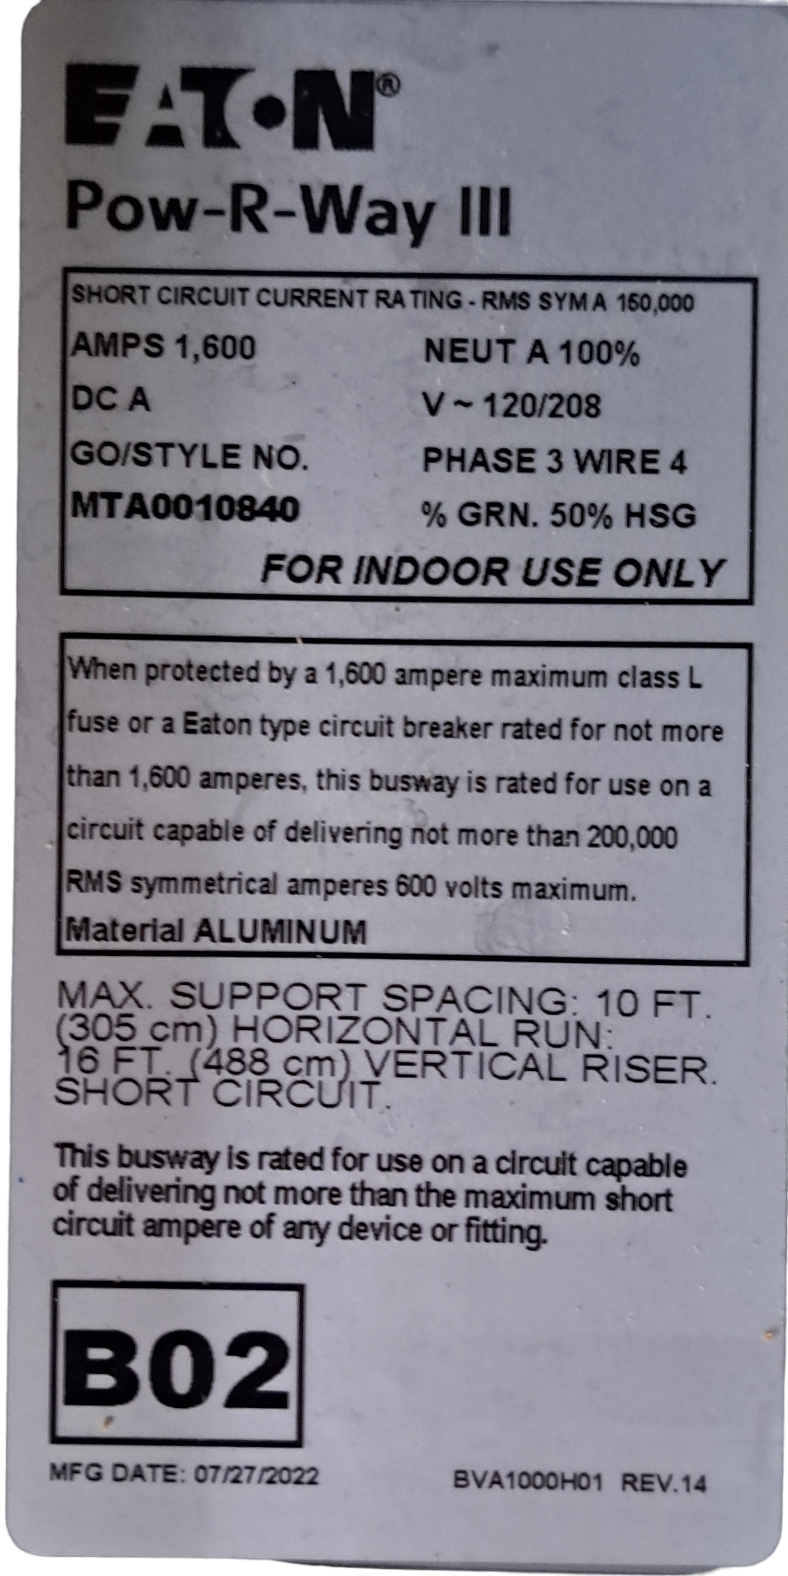 EATON®
Pow-R-Way III
SHORT CIRCUIT CURRENT RATING - RMS SYM A 150,000
AMPS 1,600 NEUT A 100%
DC A V ~ 120/208
GO/STYLE NO. PHASE 3 WIRE 4
MTA0010840 % GRN. 50% HSG
FOR INDOOR USE ONLY
When protected by a 1,600 ampere maximum class L
fuse or a Eaton type circuit breaker rated for not more
than 1,600 amperes, this busway is rated for use on a
circuit capable of delivering not more than 200,000
RMS symmetrical amperes 600 volts maximum.
Material ALUMINUM
MAX. SUPPORT SPACING: 10 FT.
(305 cm) HORIZONTAL RUN:
16 FT. (488 cm) VERTICAL RISER.
SHORT CIRCUIT.
This busway is rated for use on a circuit capable
of delivering not more than the maximum short
circuit ampere of any device or fitting.
B02
MFG DATE: 07/27/2022 BVA1000H01 REV.14